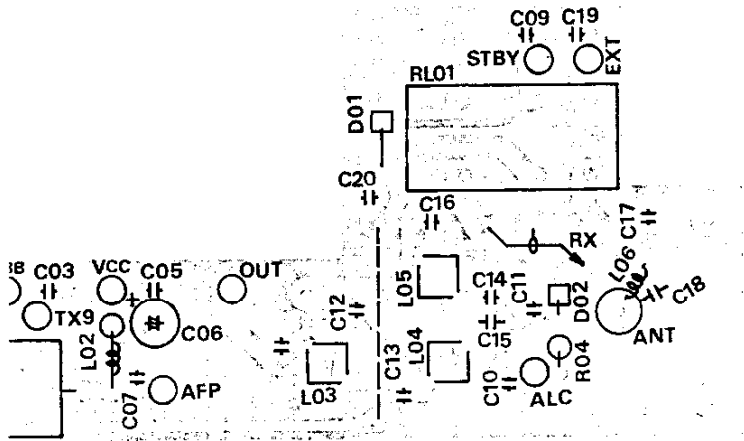 C09 C19
STBY
EXT
RL01
D01
C20
C16
C17
RX
L06
C03 VCC C05 OUT
L05
C14
C11
D02
C18
TX9
L02
C06
C12
C15
ANT
L04
C13
R04
L03
C07
AFP
C10
ALC